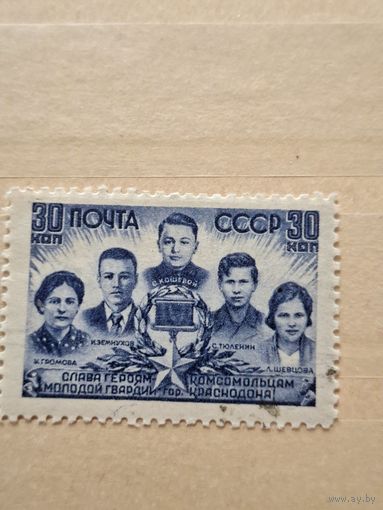 30 ПОЧТА СССР 30
КОП КОП
О.КОШЕВОЙ
И.ЗЕМНУХОВ С.ТЮЛЕНИН
У.ГРОМОВА Л.ШЕВЦОВА
СЛАВА ГЕРОЯМ КОМСОМОЛЬЦАМ
МОЛОДОЙ ГВАРДИИ ГОР. КРАСНОДОНА!
https://www.ay.by